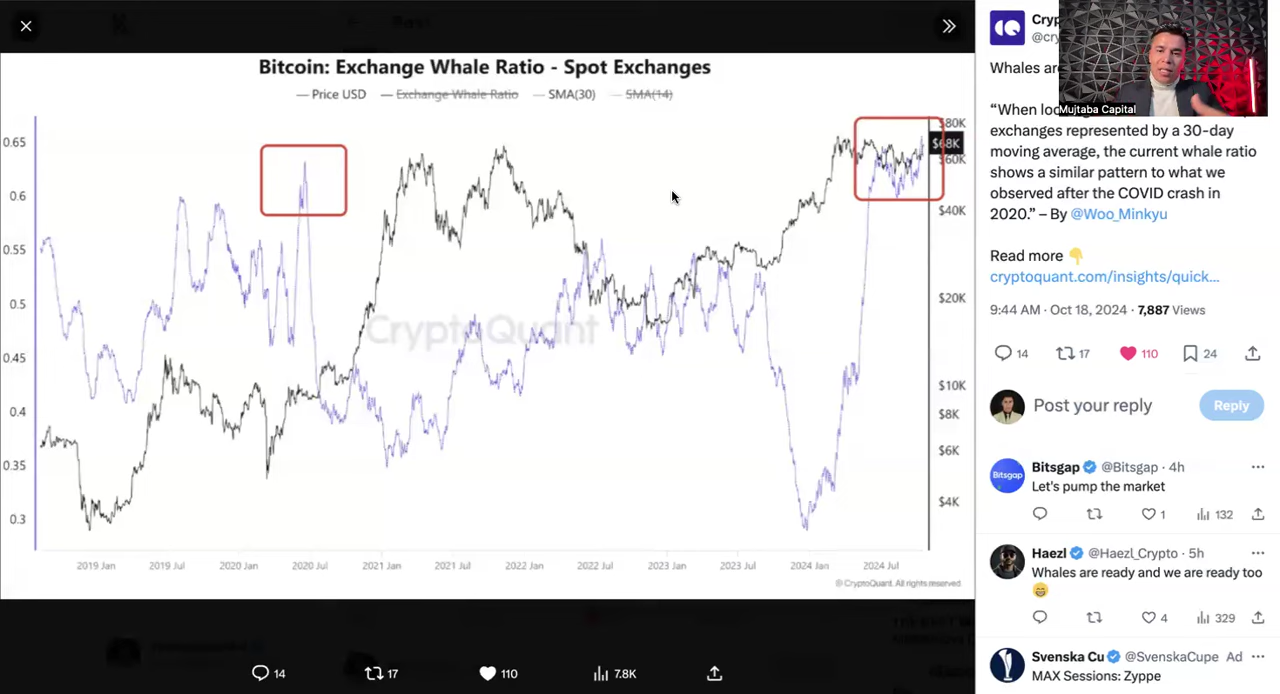 Bitcoin: Exchange Whale Ratio - Spot Exchanges
Price USD Exchange Whale Ratio SMA(30) SMA(14)
0.65
0.6
0.55
0.5
0.45
0.4
0.35
0.3
$80K
$68K
$60K
$40K
$20K
$10K
$8K
$6K
$4K
CryptoQuant
2019 Jan 2019 Jul 2020 Jan 2020 Jul 2021 Jan 2021 Jul 2022 Jan 2022 Jul 2023 Jan 2023 Jul 2024 Jan 2024 Jul
© CryptoQuant. All rights reserved
14 17 110 7.8K
Cryp
@cry
Whales are
Mujtaba Capital
“When loo
exchanges represented by a 30-day
moving average, the current whale ratio
shows a similar pattern to what we
observed after the COVID crash in
2020.” – By @Woo_Minkyu
Read more 👇
cryptoquant.com/insights/quick...
9:44 AM · Oct 18, 2024 · 7,887 Views
14 17 110 24
Post your reply Reply
Bitsgap
Bitsgap @Bitsgap · 4h
Let's pump the market
1 132
Haezl @Haezl_Crypto · 5h
Whales are ready and we are ready too
😁
4 329
Svenska Cu @SvenskaCupe Ad
MAX Sessions: Zyppe